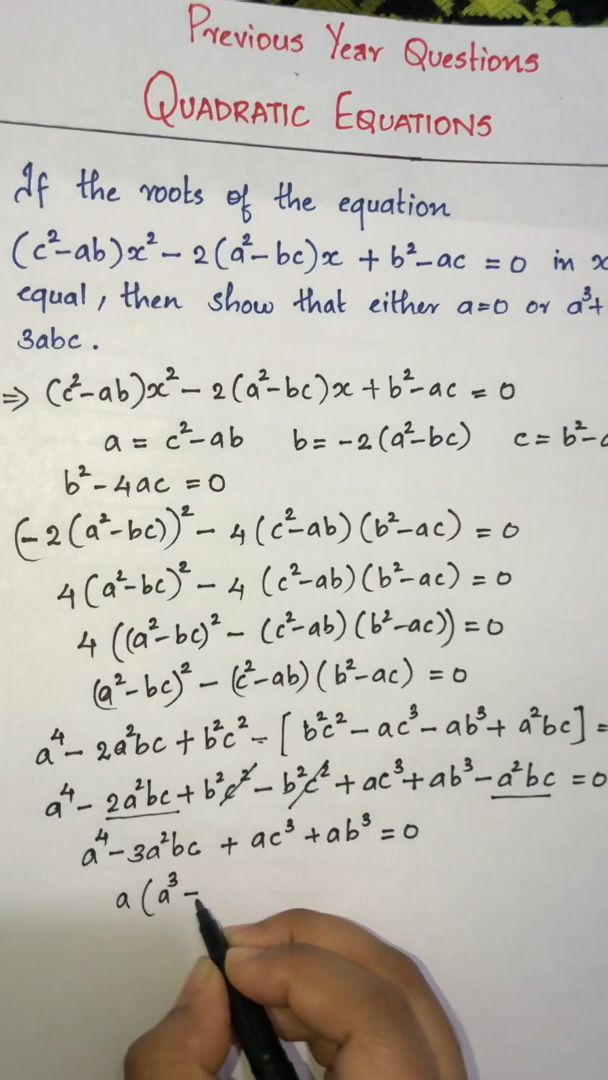 Previous Year Questions
QUADRATIC EQUATIONS
If the roots of the equation
(c²-ab)x² - 2(a²-bc)x + b²-ac = 0 in x
equal, then show that either a=0 or a³+
3abc.
⇒ (c²-ab)x² - 2(a²-bc)x + b²-ac = 0
a = c²-ab b = -2(a²-bc) c = b²-
b²-4ac = 0
(-2(a²-bc))² - 4(c²-ab)(b²-ac) = 0
4(a²-bc)² - 4(c²-ab)(b²-ac) = 0
4((a²-bc)² - (c²-ab)(b²-ac)) = 0
(a²-bc)² - (c²-ab)(b²-ac) = 0
a⁴ - 2a²bc + b²c² - [b²c² - ac³ - ab³ + a²bc] =
a⁴ - 2a²bc + b²c² - b²c² + ac³ + ab³ - a²bc = 0
a⁴ - 3a²bc + ac³ + ab³ = 0
a(a³ -